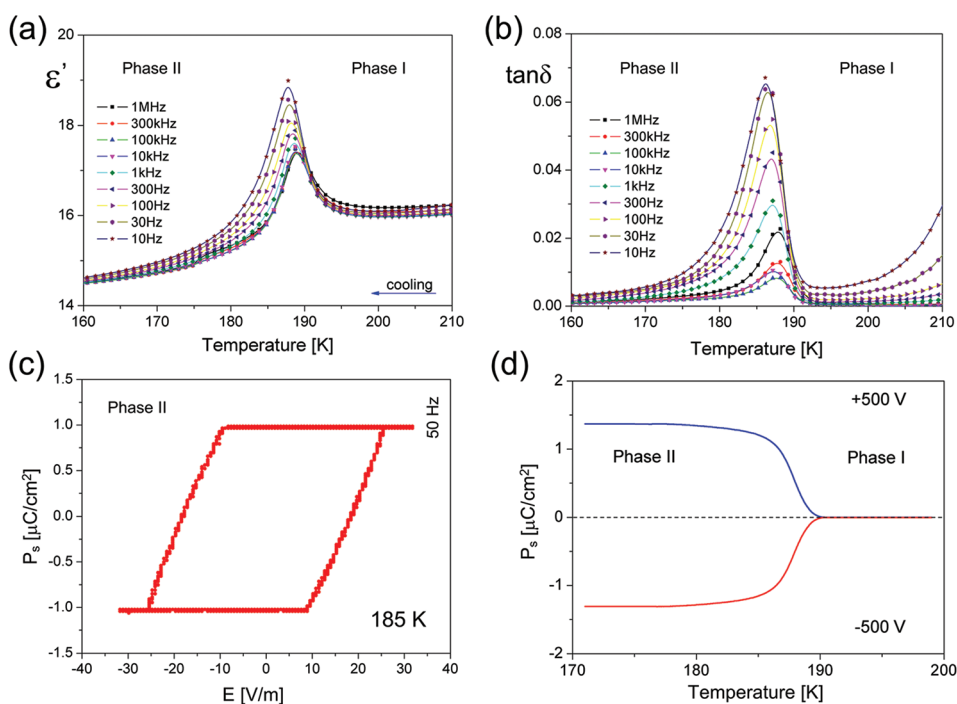 (a)
20
18
16
14
ε’
Phase II
Phase I
1MHz
300kHz
100kHz
10kHz
1kHz
300Hz
100Hz
30Hz
10Hz
cooling
160 170 180 190 200 210
Temperature [K]
(b)
0.08
0.06
0.04
0.02
0.00
tanδ
Phase II
Phase I
1MHz
300kHz
100kHz
10kHz
1kHz
300Hz
100Hz
30Hz
10Hz
160 170 180 190 200 210
Temperature [K]
(c)
1.5
1.0
0.5
0.0
-0.5
-1.0
-1.5
Ps [μC/cm2]
Phase II
50 Hz
185 K
-40 -30 -20 -10 0 10 20 30 40
E [V/m]
(d)
2
1
0
-1
-2
Ps [μC/cm2]
+500 V
Phase II
Phase I
-500 V
170 180 190 200
Temperature [K]